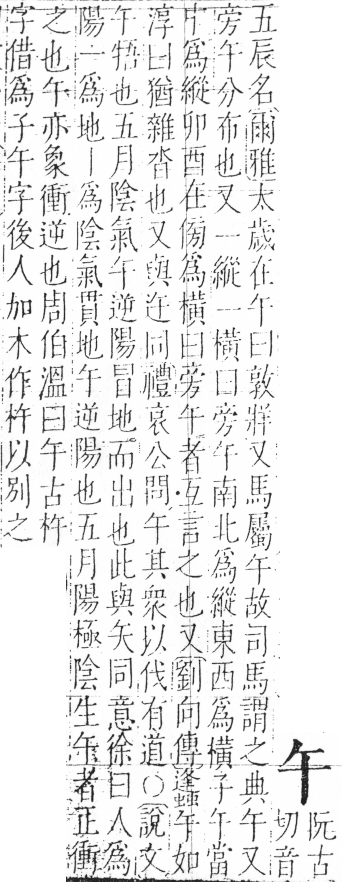 午
阮古
切音
五辰名爾雅太歲在午曰敦牂又馬屬午故司馬謂之典午又
旁午分布也又一縱一橫曰旁午南北爲縱東西爲橫子午當
中爲縱卯酉在傍爲橫曰旁午者互言之也又劉向傳蠭午如
淳曰猶雜沓也又與迕同禮哀公問午其衆以伐有道○說文
午牾也五月陰氣午逆陽冒地而出也此與矢同意徐曰人爲
陽一爲地丨爲陰氣貫地午逆陽也五月陽極陰生午者正衝
之也午亦象衝逆也周伯溫曰午古杵
字借爲子午字後人加木作杵以别之